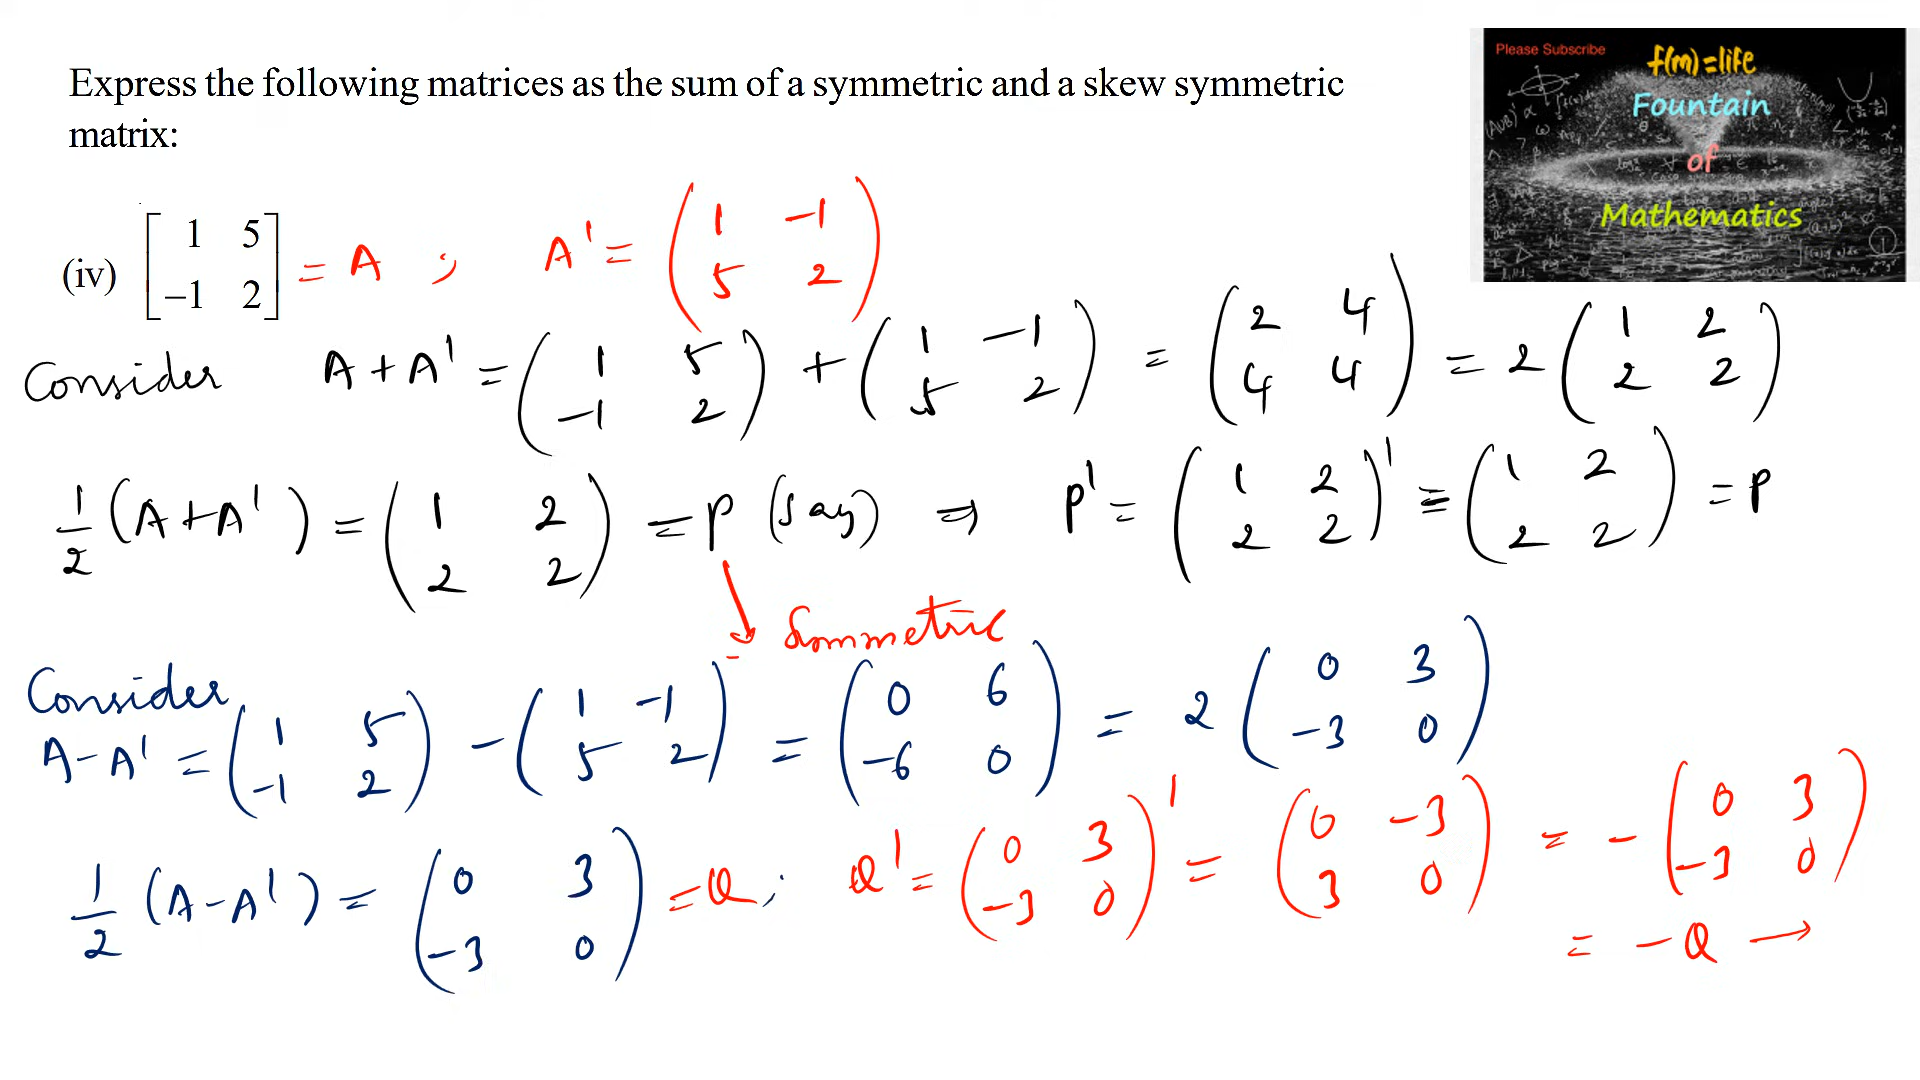 Please Subscribe
f(m)=life
Fountain
of
Mathematics
Express the following matrices as the sum of a symmetric and a skew symmetric
matrix:
(iv) [1 5; –1 2] = A ; A' = (1 -1; 5 2)
Consider A+A' = (1 5; -1 2) + (1 -1; 5 2) = (2 4; 4 4) = 2 (1 2; 2 2)
1/2 (A+A') = (1 2; 2 2) = P (say) ⇒ P' = (1 2; 2 2)' = (1 2; 2 2) = P
Symmetric
Consider
A-A' = (1 5; -1 2) - (1 -1; 5 2) = (0 6; -6 0) = 2 (0 3; -3 0)
1/2 (A-A') = (0 3; -3 0) = Q ; Q' = (0 3; -3 0)' = (0 -3; 3 0) = - (0 3; -3 0)
= -Q →